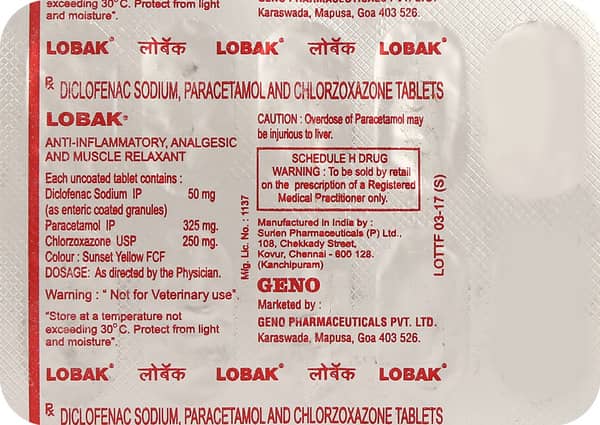 exceeding 30°C. Protect from light
and moisture".
Karaswada, Mapusa, Goa 403 526.
LOBAK® लोबॅक LOBAK® लोबॅक LOBAK®
℞ DICLOFENAC SODIUM, PARACETAMOL AND CHLORZOXAZONE TABLETS
LOBAK®
ANTI-INFLAMMATORY, ANALGESIC
AND MUSCLE RELAXANT
Each uncoated tablet contains :
Diclofenac Sodium IP 50 mg
(as enteric coated granules)
Paracetamol IP 325 mg.
Chlorzoxazone USP 250 mg.
Colour : Sunset Yellow FCF
DOSAGE: As directed by the Physician.
Warning : “ Not for Veterinary use”.
“Store at a temperature not
exceeding 30°C. Protect from light
and moisture”.
Mfg. Lic. No. : 1137
CAUTION : Overdose of Paracetamol may
be injurious to liver.
SCHEDULE H DRUG
WARNING : To be sold by retail
on the prescription of a Registered
Medical Practitioner only.
Manufactured in India by :
Surien Pharmaceuticals (P) Ltd.,
108, Chekkady Street,
Kovur, Chennai - 600 128.
(Kanchipuram)
GENO
Marketed by :
GENO PHARMACEUTICALS PVT. LTD.
Karaswada, Mapusa, Goa 403 526.
LOTTF 03-17 (S)
LOBAK® लोबॅक LOBAK® लोबॅक LOBAK®
℞ DICLOFENAC SODIUM, PARACETAMOL AND CHLORZOXAZONE TABLETS